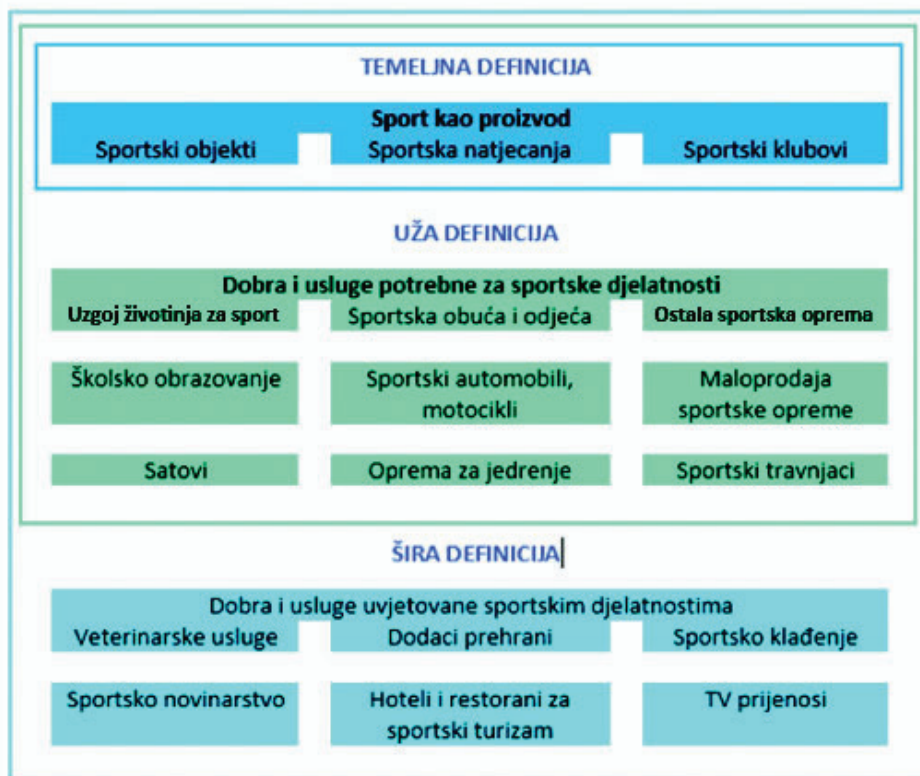 TEMELJNA DEFINICIJA
Sport kao proizvod
Sportski objekti
Sportska natjecanja
Sportski klubovi
UŽA DEFINICIJA
Dobra i usluge potrebne za sportske djelatnosti
Uzgoj životinja za sport
Sportska obuća i odjeća
Ostala sportska oprema
Školsko obrazovanje
Sportski automobili,
motocikli
Maloprodaja
sportske opreme
Satovi
Oprema za jedrenje
Sportski travnjaci
ŠIRA DEFINICIJA
Dobra i usluge uvjetovane sportskim djelatnostima
Veterinarske usluge
Dodaci prehrani
Sportsko klađenje
Sportsko novinarstvo
Hoteli i restorani za
sportski turizam
TV prijenosi